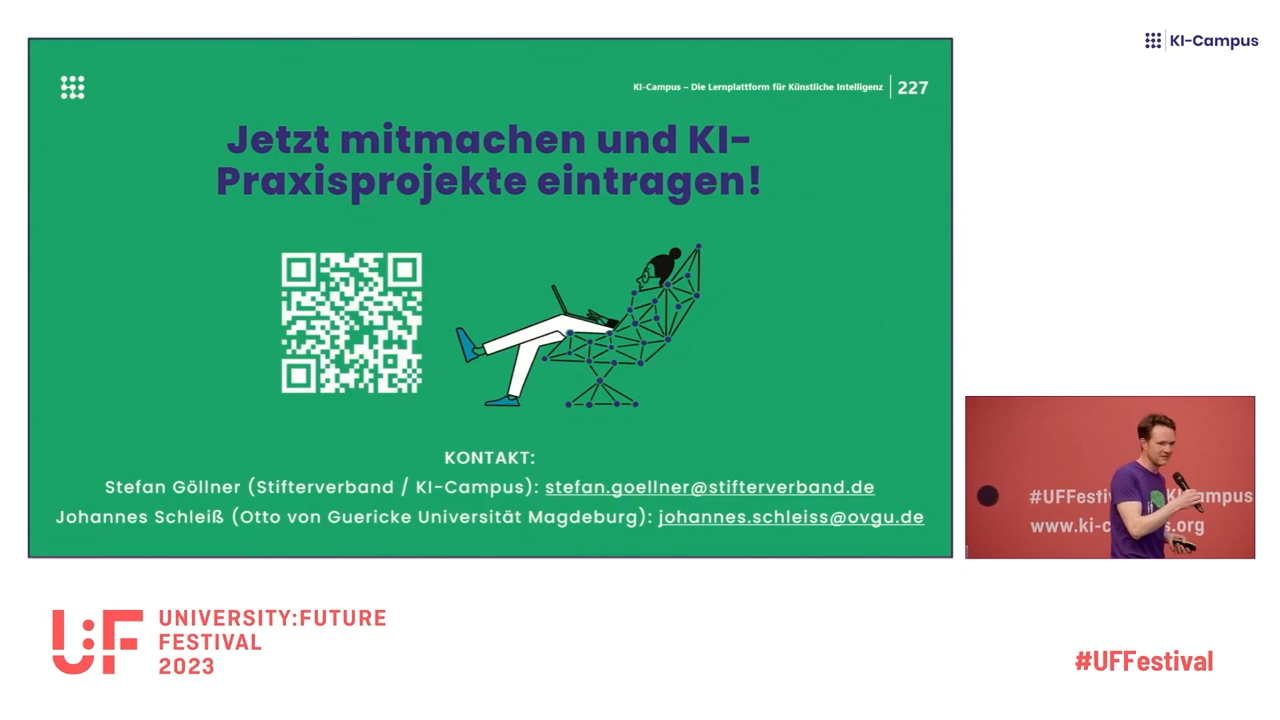 KI-Campus
KI-Campus – Die Lernplattform für Künstliche Intelligenz
227
Jetzt mitmachen und KI-
Praxisprojekte eintragen!
KONTAKT:
Stefan Göllner (Stifterverband / KI-Campus): stefan.goellner@stifterverband.de
Johannes Schleiß (Otto von Guericke Universität Magdeburg): johannes.schleiss@ovgu.de
#UFFesti KI-Campus
www.ki-c s.org
U:F
UNIVERSITY:FUTURE
FESTIVAL
2023
#UFFestival